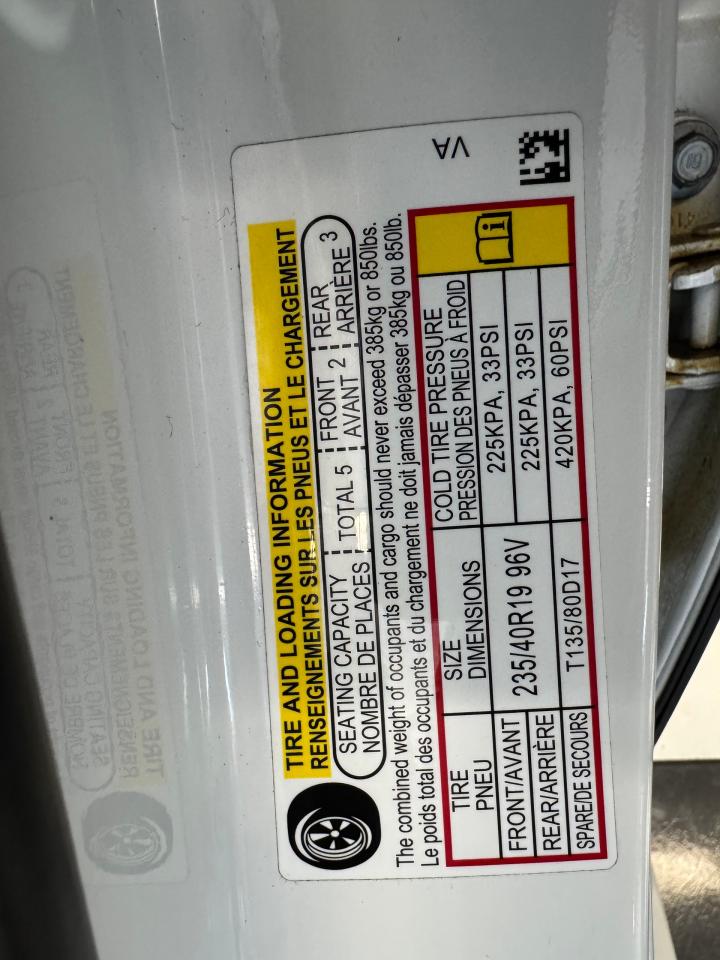 VA
TIRE AND LOADING INFORMATION
RENSEIGNEMENTS SUR LES PNEUS ET LE CHARGEMENT
SEATING CAPACITY TOTAL 5 FRONT 2 REAR 3
NOMBRE DE PLACES AVANT ARRIÈRE
The combined weight of occupants and cargo should never exceed 385kg or 850lbs.
Le poids total des occupants et du chargement ne doit jamais dépasser 385kg ou 850lb.
TIRE SIZE COLD TIRE PRESSURE
PNEU DIMENSIONS PRESSION DES PNEUS À FROID
FRONT/AVANT 235/40R19 96V 225KPA, 33PSI
REAR/ARRIÈRE 225KPA, 33PSI
SPARE/DE SECOURS T135/80D17 420KPA, 60PSI